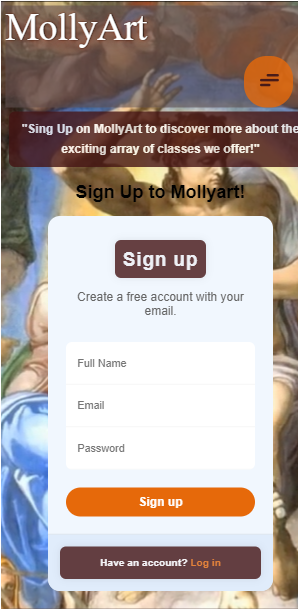 MollyArt
"Sing Up on MollyArt to discover more about the
exciting array of classes we offer!"
Sign Up to Mollyart!
Sign up
Create a free account with your
email.
Full Name
Email
Password
Sign up
Have an account? Log in